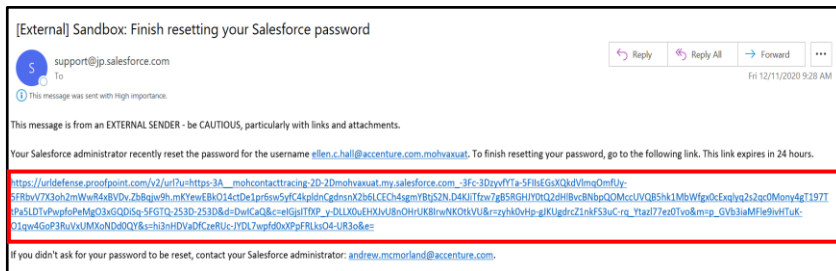 [External] Sandbox: Finish resetting your Salesforce password
S
support@jp.salesforce.com
To
Reply
Reply All
Forward
Fri 12/11/2020 9:28 AM
This message was sent with High importance.
This message is from an EXTERNAL SENDER - be CAUTIOUS, particularly with links and attachments.
Your Salesforce administrator recently reset the password for the username ellen.c.hall@accenture.com.mohvaxuat. To finish resetting your password, go to the following link. This link expires in 24 hours.
https://urldefense.proofpoint.com/v2/url?u=https-3A__mohcontacttracing-2D-2Dmohvaxuat.my.salesforce.com_-3Fc-3DzyvfYTa-5FIIsEGsXQkdVImqOmfUy-
If you didn't ask for your password to be reset, contact your Salesforce administrator: andrew.mcmorland@accenture.com.